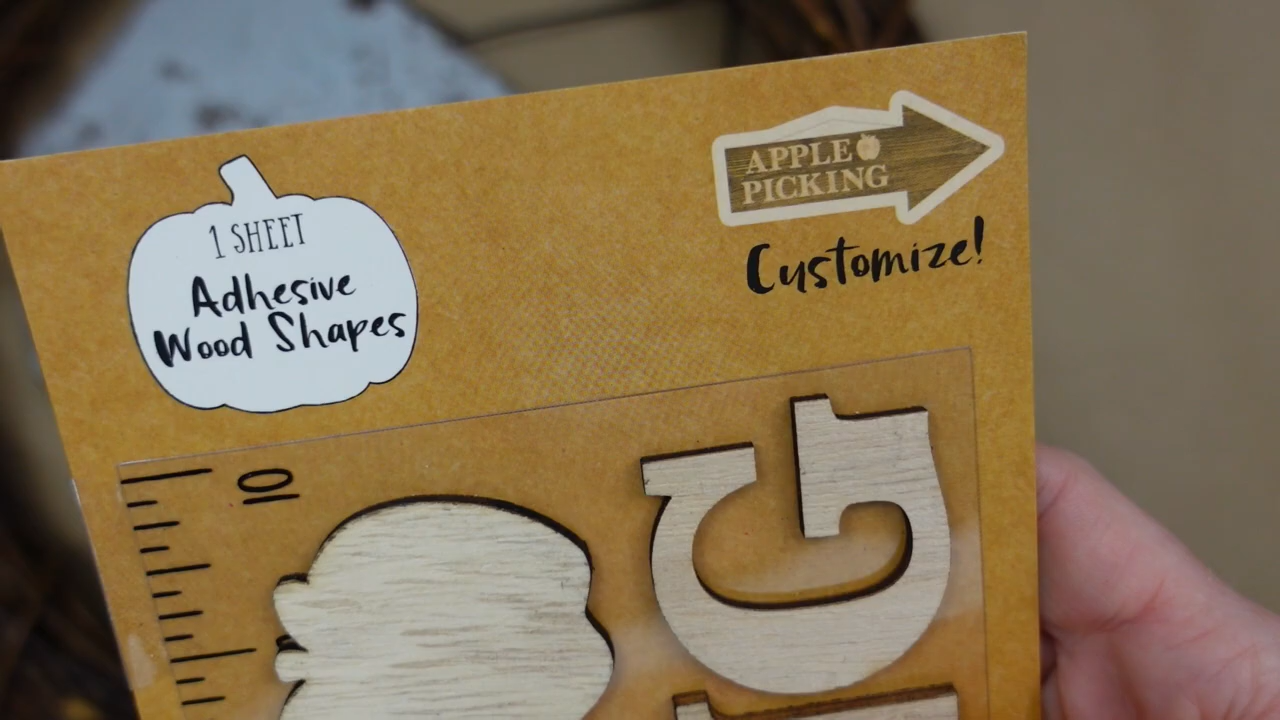 1 SHEET
Adhesive
Wood Shapes
APPLE
PICKING
Customize!
10
G